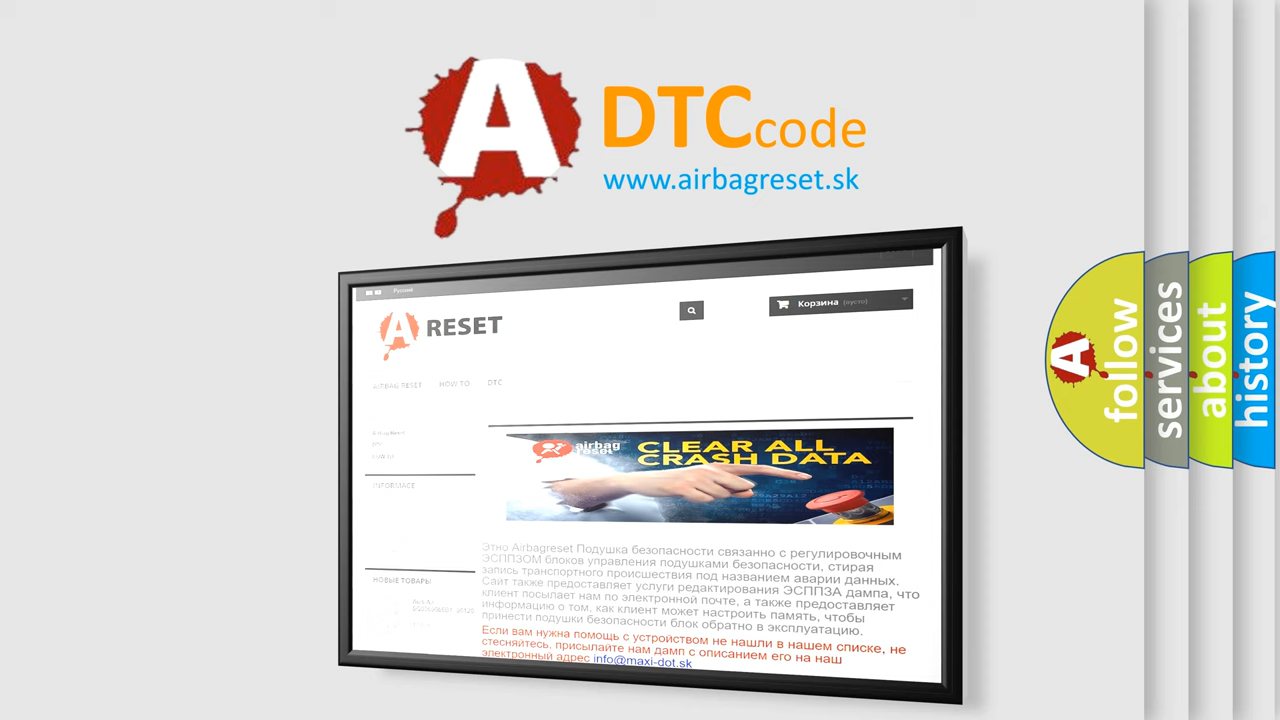 A
DTCcode
www.airbagreset.sk
Русский
A RESET
Корзина (пусто)
AIRBAG RESET HOW TO DTC
INFORMACE
airbag
reset
CLEAR ALL
CRASH DATA
Этно Airbagreset Подушка безопасности связанно с регулировочным
ЭСППЗОМ блоков управления подушками безопасности, стирая
запись транспортного происшествия под названием аварии данных.
Сайт также предоставляет услуги редактирования ЭСППЗА дампа, что
клиент посылает нам по электронной почте, а также предоставляет
информацию о том, как клиент может настроить память, чтобы
принести подушки безопасности блок обратно в эксплуатацию.
Если вам нужна помощь с устройством не нашли в нашем списке, не
стесняйтесь, присылайте нам дамп с описанием его на наш
электронный адрес info@maxi-dot.sk
НОВЫЕ ТОВАРЫ
A
follow
services
about
history